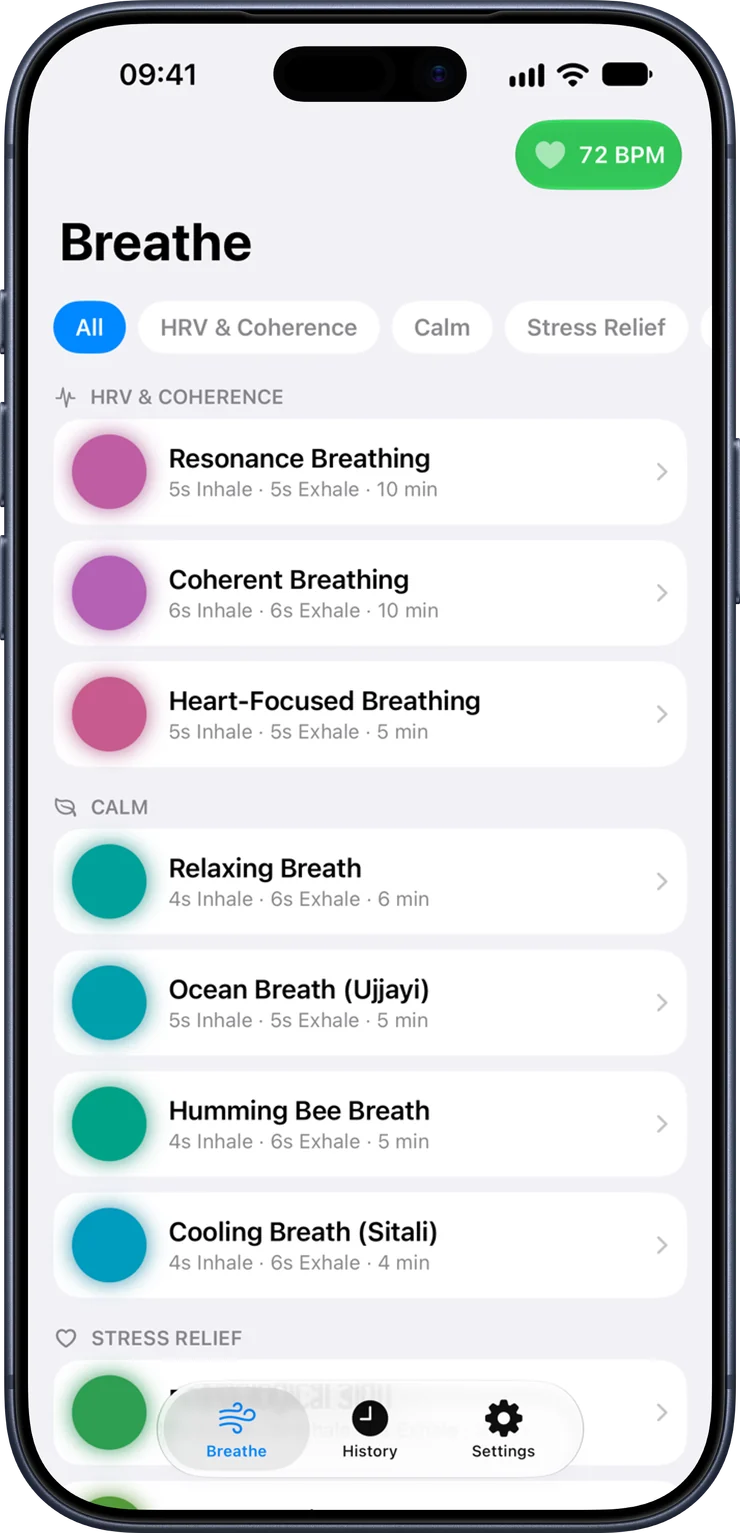 09:41
72 BPM
Breathe
All
HRV & Coherence
Calm
Stress Relief
HRV & COHERENCE
Resonance Breathing
5s Inhale · 5s Exhale · 10 min
Coherent Breathing
6s Inhale · 6s Exhale · 10 min
Heart-Focused Breathing
5s Inhale · 5s Exhale · 5 min
CALM
Relaxing Breath
4s Inhale · 6s Exhale · 6 min
Ocean Breath (Ujjayi)
5s Inhale · 5s Exhale · 5 min
Humming Bee Breath
4s Inhale · 6s Exhale · 5 min
Cooling Breath (Sitali)
4s Inhale · 6s Exhale · 4 min
STRESS RELIEF
Breathe
History
Settings